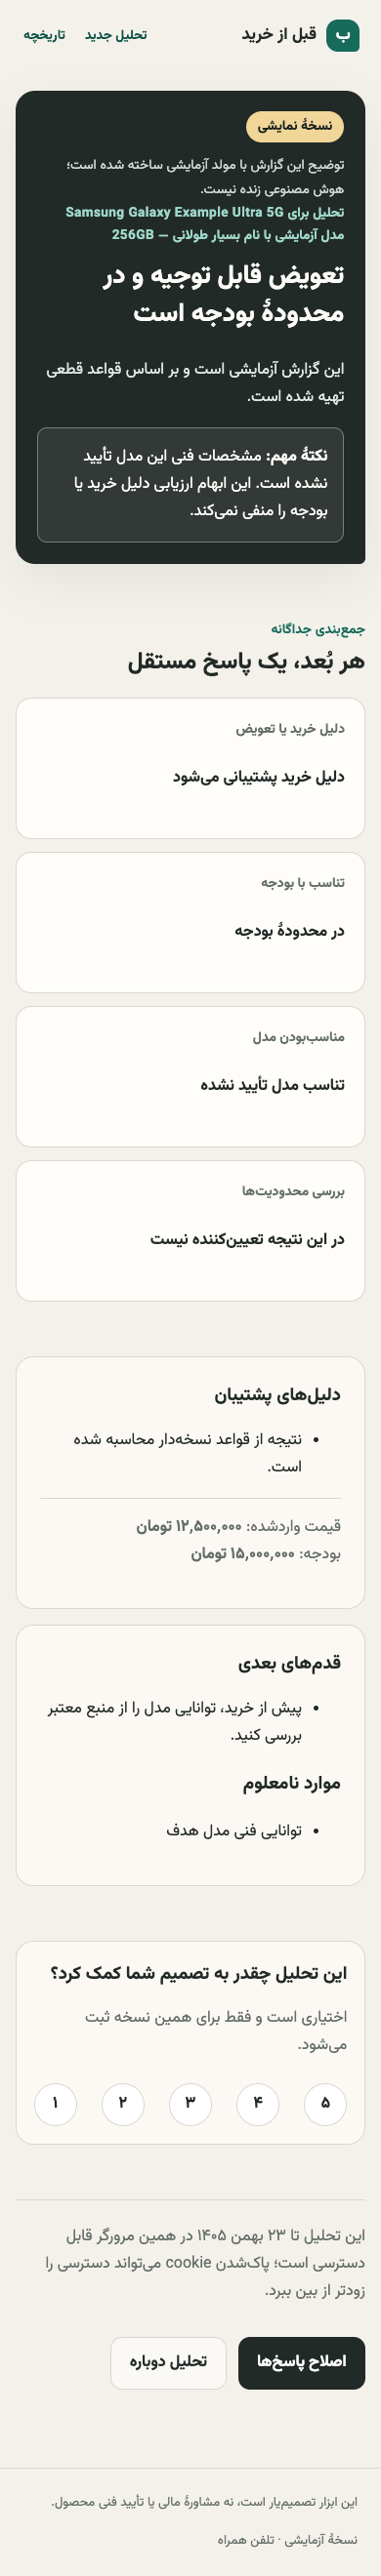 ب قبل از خرید تحلیل جدید تاریخچه
نسخهٔ نمایشی
توضیح این گزارش با مولد آزمایشی ساخته شده است؛
هوش مصنوعی زنده نیست.
تحلیل برای Samsung Galaxy Example Ultra 5G
مدل آزمایشی با نام بسیار طولانی — 256GB
تعویض قابل توجیه و در
محدودهٔ بودجه است
این گزارش آزمایشی است و بر اساس قواعد قطعی
تهیه شده است.
نکتهٔ مهم: مشخصات فنی این مدل تأیید
نشده است. این ابهام ارزیابی دلیل خرید یا
بودجه را منفی نمی‌کند.
جمع‌بندی جداگانه
هر بُعد، یک پاسخ مستقل
دلیل خرید یا تعویض
دلیل خرید پشتیبانی می‌شود
تناسب با بودجه
در محدودهٔ بودجه
مناسب‌بودن مدل
تناسب مدل تأیید نشده
بررسی محدودیت‌ها
در این نتیجه تعیین‌کننده نیست
دلیل‌های پشتیبان
• نتیجه از قواعد نسخه‌دار محاسبه شده
است.
قیمت واردشده: ۱۲,۵۰۰,۰۰۰ تومان
بودجه: ۱۵,۰۰۰,۰۰۰ تومان
قدم‌های بعدی
• پیش از خرید، توانایی مدل را از منبع معتبر
بررسی کنید.
موارد نامعلوم
• توانایی فنی مدل هدف
این تحلیل چقدر به تصمیم شما کمک کرد؟
اختیاری است و فقط برای همین نسخه ثبت
می‌شود.
۵ ۴ ۳ ۲ ۱
این تحلیل تا ۲۳ بهمن ۱۴۰۵ در همین مرورگر قابل
دسترسی است؛ پاک‌شدن cookie می‌تواند دسترسی را
زودتر از بین ببرد.
اصلاح پاسخ‌ها تحلیل دوباره
این ابزار تصمیم‌یار است، نه مشاورهٔ مالی یا تأیید فنی محصول.
نسخهٔ آزمایشی · تلفن همراه